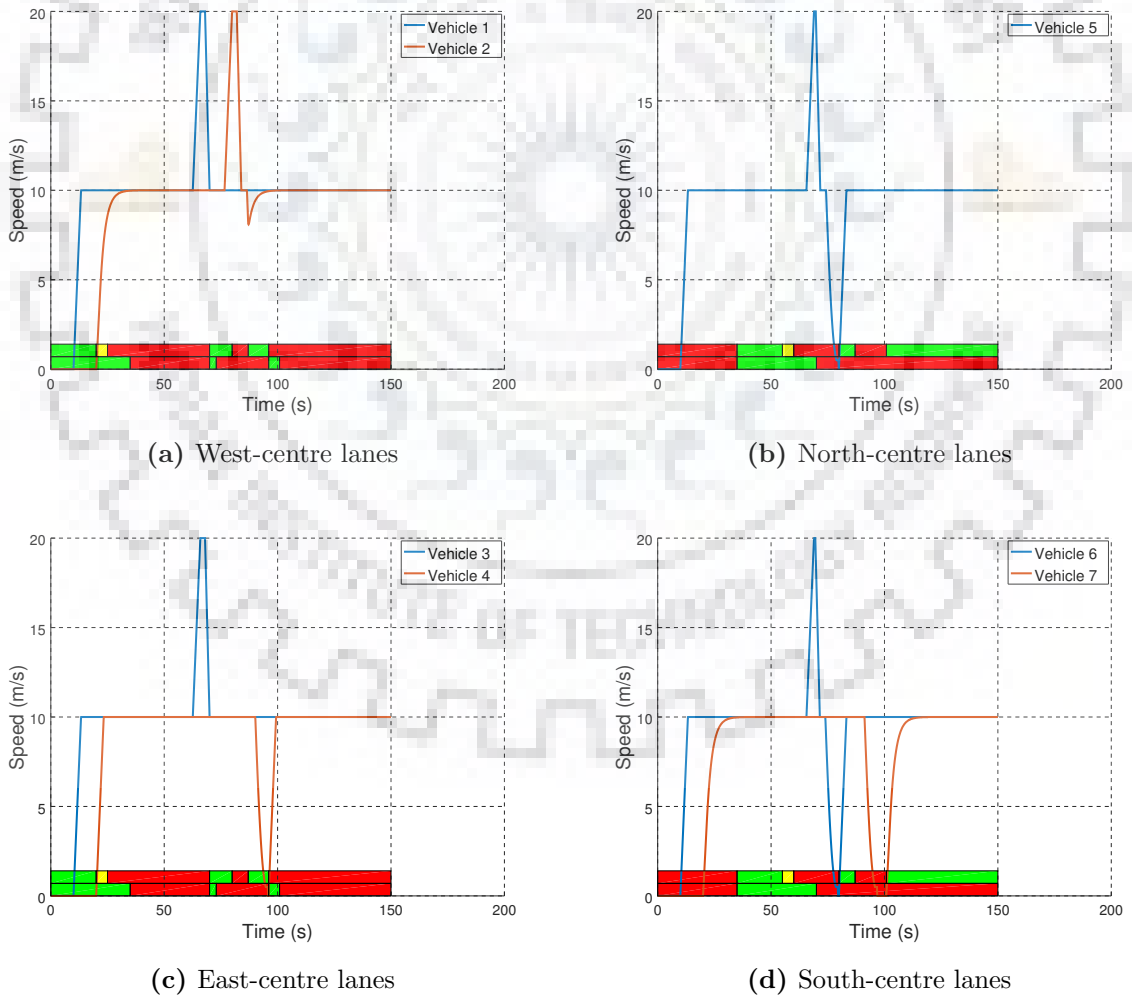 20
15
10
5
0
Speed (m/s)
Vehicle 1
Vehicle 2
0 50 100 150 200
Time (s)
(a) West-centre lanes
20
15
10
5
0
Speed (m/s)
Vehicle 5
0 50 100 150 200
Time (s)
(b) North-centre lanes
20
15
10
5
0
Speed (m/s)
Vehicle 3
Vehicle 4
0 50 100 150 200
Time (s)
(c) East-centre lanes
20
15
10
5
0
Speed (m/s)
Vehicle 6
Vehicle 7
0 50 100 150 200
Time (s)
(d) South-centre lanes
OF